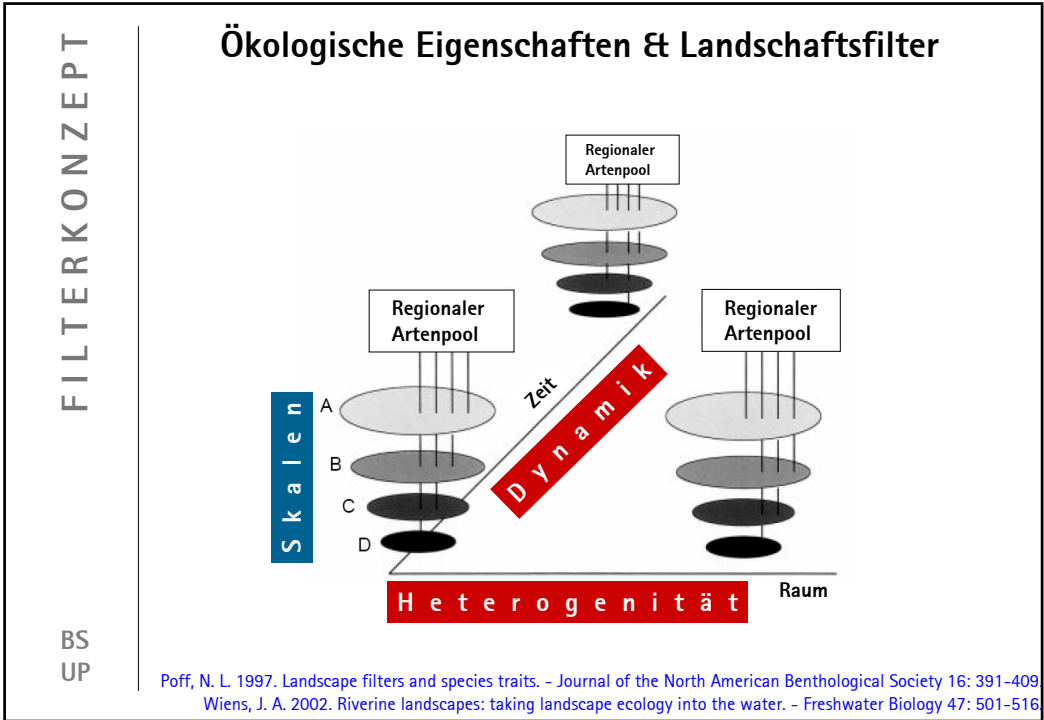 FILTERKONZEPT
Ökologische Eigenschaften & Landschaftsfilter
Regionaler
Artenpool
Regionaler
Artenpool
Regionaler
Artenpool
Skalen
A
B
C
D
Zeit
Dynamik
Raum
Heterogenität
BS
UP
Poff, N. L. 1997. Landscape filters and species traits. - Journal of the North American Benthological Society 16: 391-409.
Wiens, J. A. 2002. Riverine landscapes: taking landscape ecology into the water. - Freshwater Biology 47: 501-516.